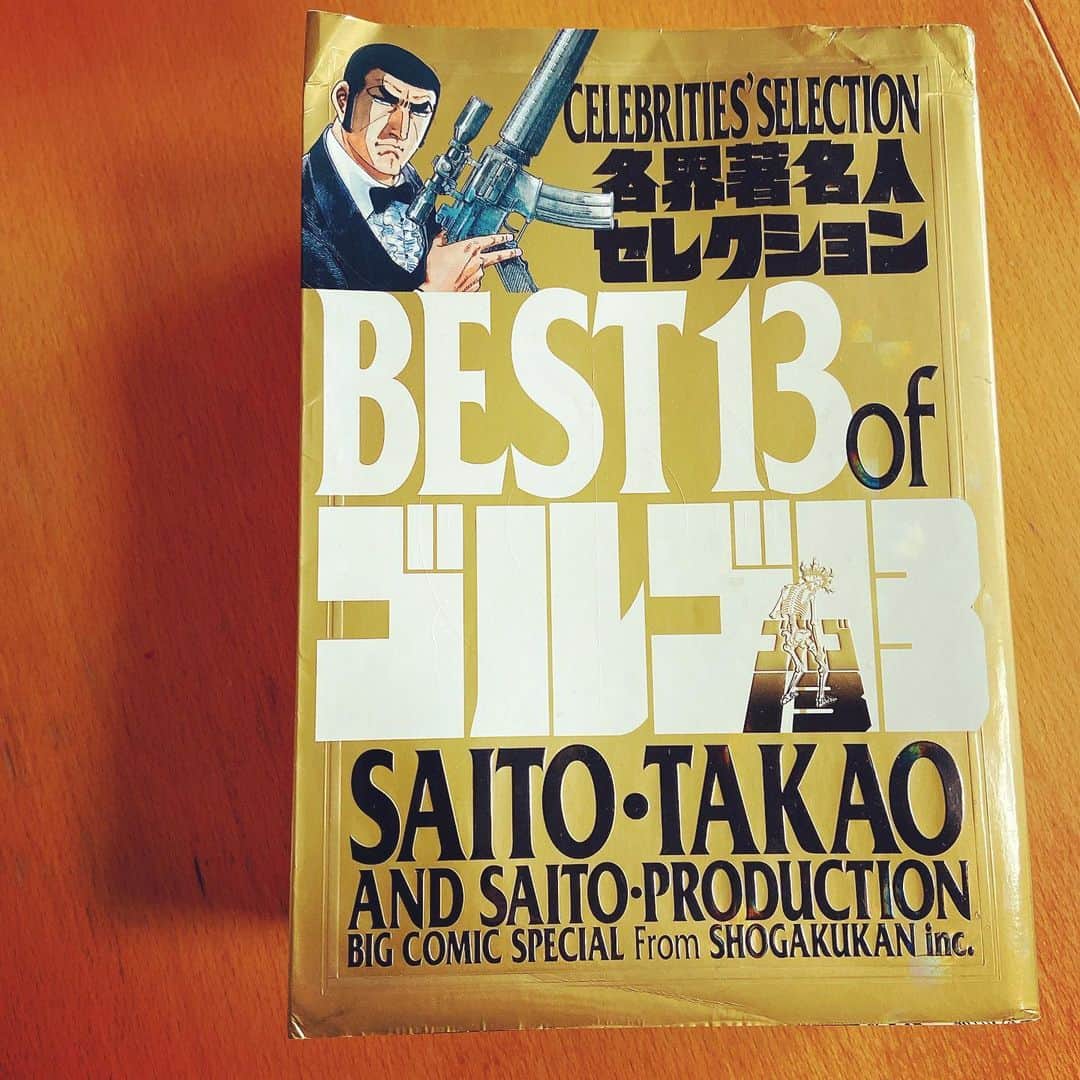 CELEBRITIES' SELECTION
各界著名人
セレクション
BEST 13 of
ゴルゴ13
SAITO・TAKAO
AND SAITO・PRODUCTION
BIG COMIC SPECIAL From SHOGAKUKAN inc.